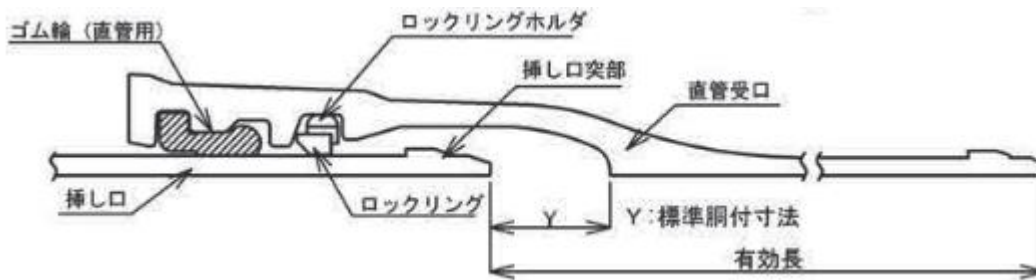 ゴム輪（直管用）
ロックリングホルダ
挿し口突部
直管受口
挿し口
ロックリング
Y
Y：標準胴付寸法
有効長